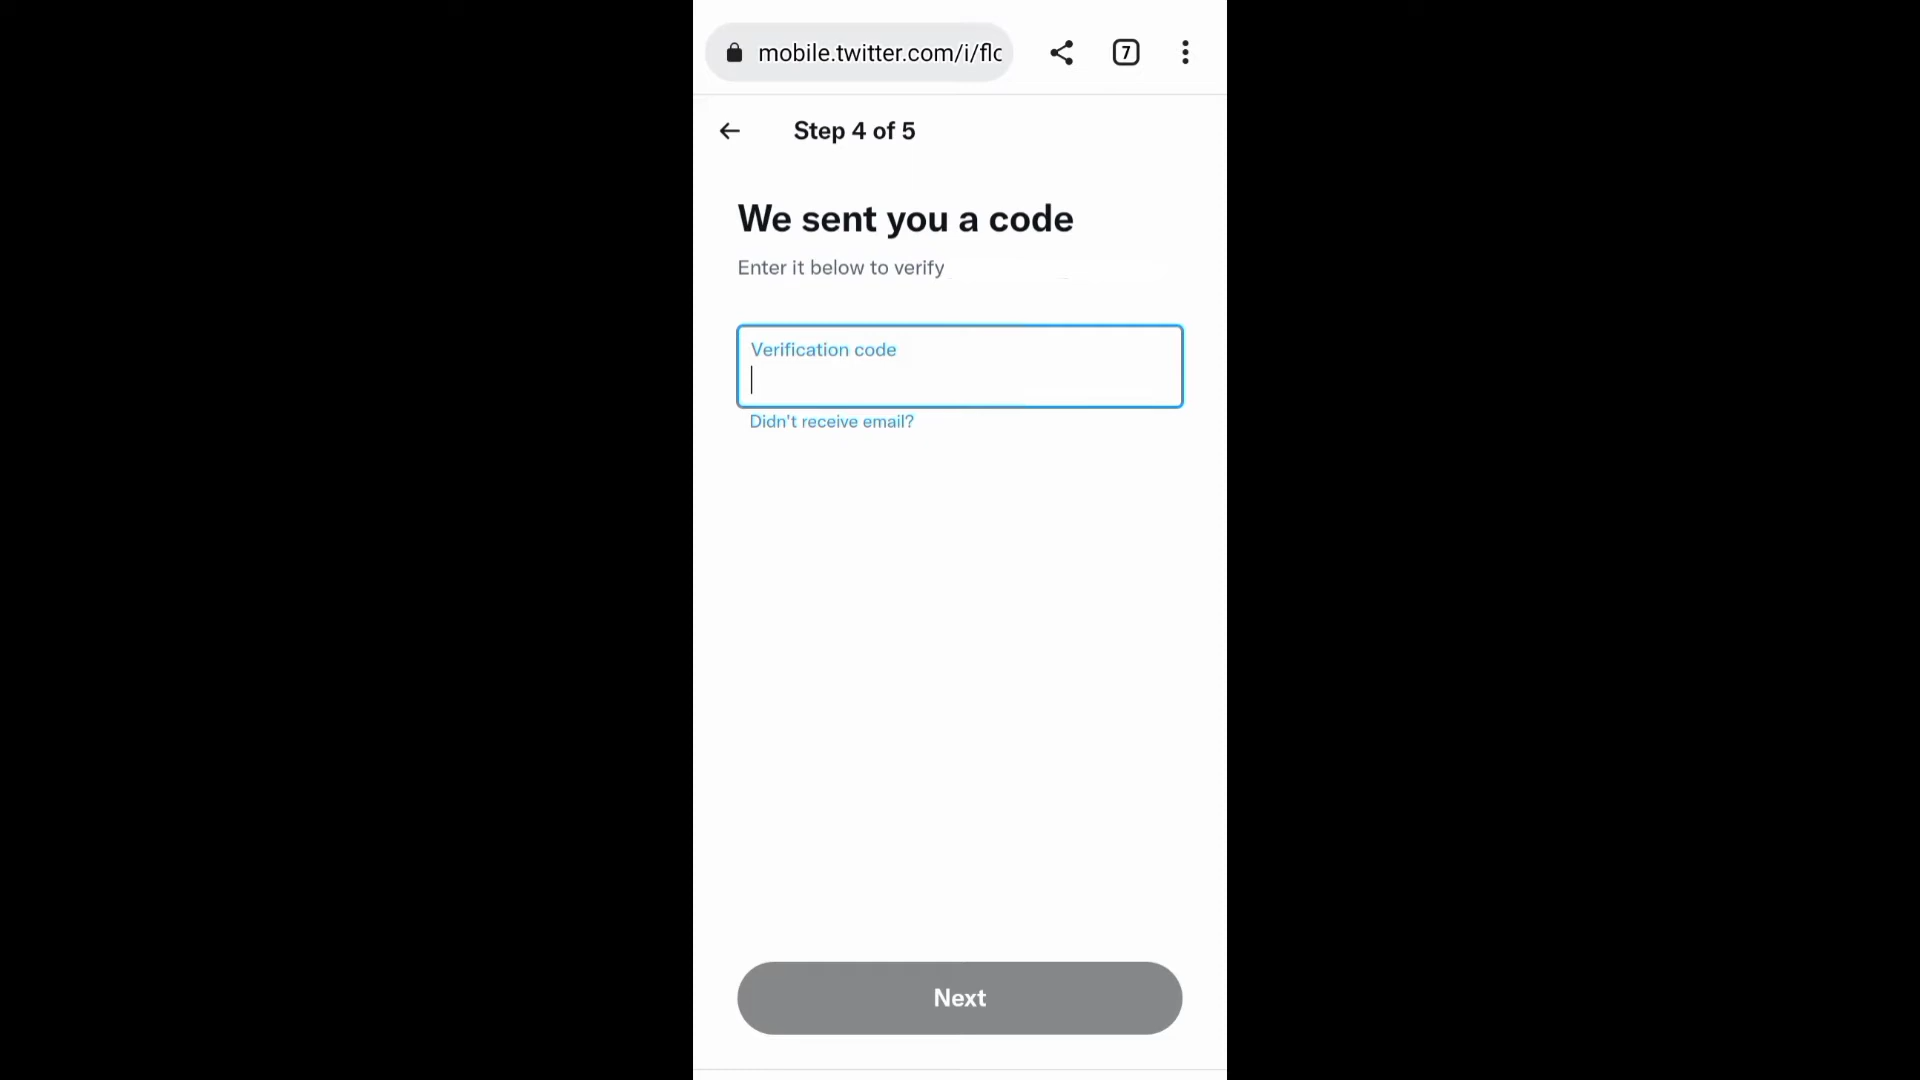 mobile.twitter.com/i/flo
7
Step 4 of 5
We sent you a code
Enter it below to verify
Verification code
Didn't receive email?
Next